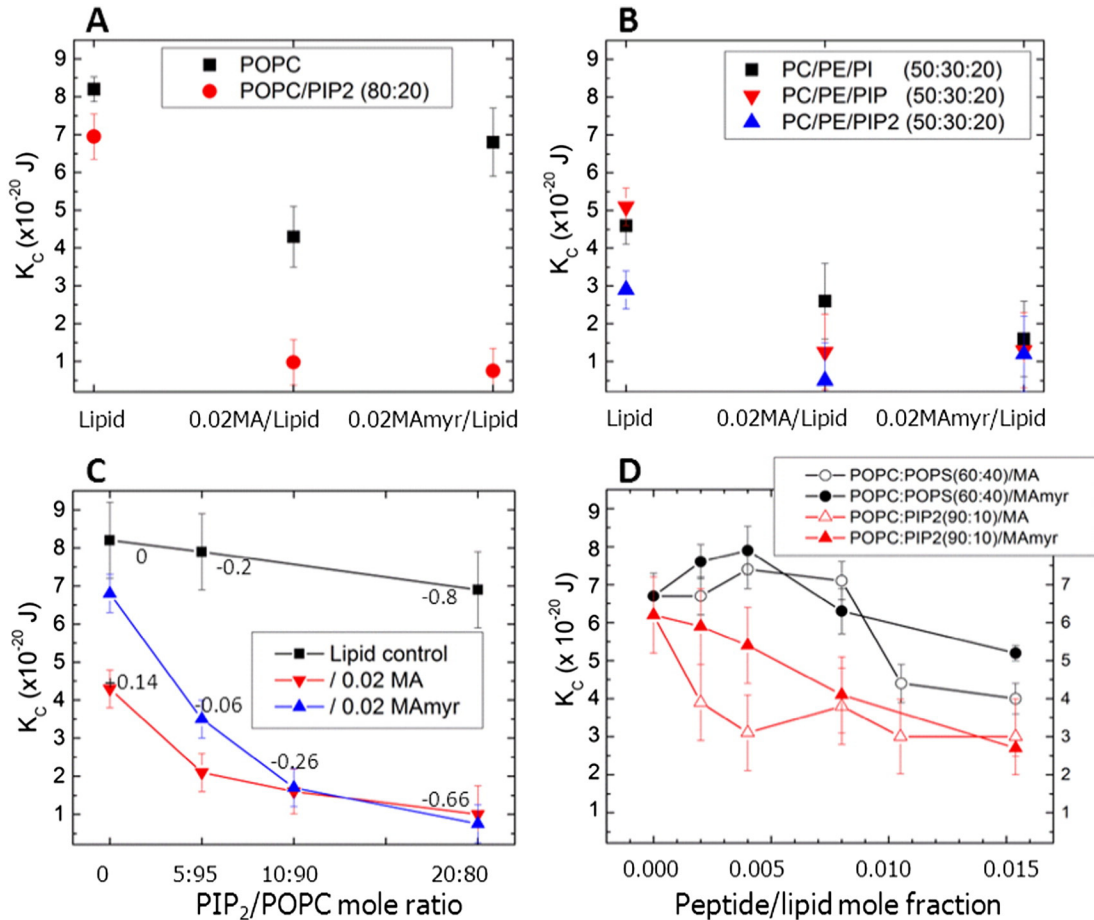 A
POPC
POPC/PIP2 (80:20)
9
8
7
6
5
4
3
2
1
K_C (x10^-20 J)
Lipid
0.02MA/Lipid
0.02MAmyr/Lipid
B
PC/PE/PI (50:30:20)
PC/PE/PIP (50:30:20)
PC/PE/PIP2 (50:30:20)
9
8
7
6
5
4
3
2
1
K_C (x10^-20 J)
Lipid
0.02MA/Lipid
0.02MAmyr/Lipid
C
9
8
7
6
5
4
3
2
1
K_C (x10^-20 J)
0
-0.2
-0.8
Lipid control
/ 0.02 MA
/ 0.02 MAmyr
+0.14
-0.06
-0.26
-0.66
0
5:95
10:90
20:80
PIP₂/POPC mole ratio
D
POPC:POPS(60:40)/MA
POPC:POPS(60:40)/MAmyr
POPC:PIP2(90:10)/MA
POPC:PIP2(90:10)/MAmyr
9
8
7
6
5
4
3
2
1
K_C (x 10^-20 J)
7
6
5
4
3
2
1
0.000
0.005
0.010
0.015
Peptide/lipid mole fraction